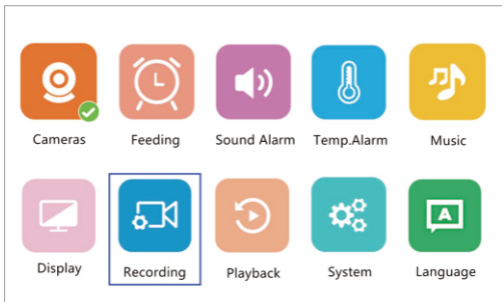 Cameras Feeding Sound Alarm Temp.Alarm Music
A
Display Recording Playback System Language